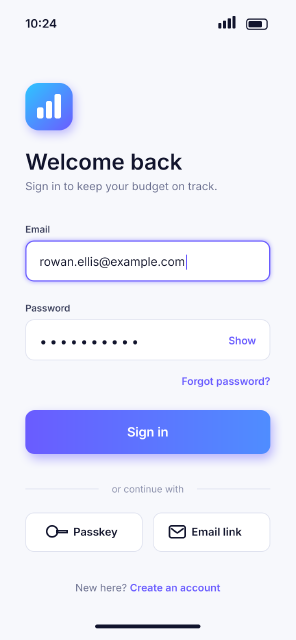 10:24
Welcome back
Sign in to keep your budget on track.
Email
rowan.ellis@example.com
Password
Show
Forgot password?
Sign in
or continue with
Passkey
Email link
New here? Create an account